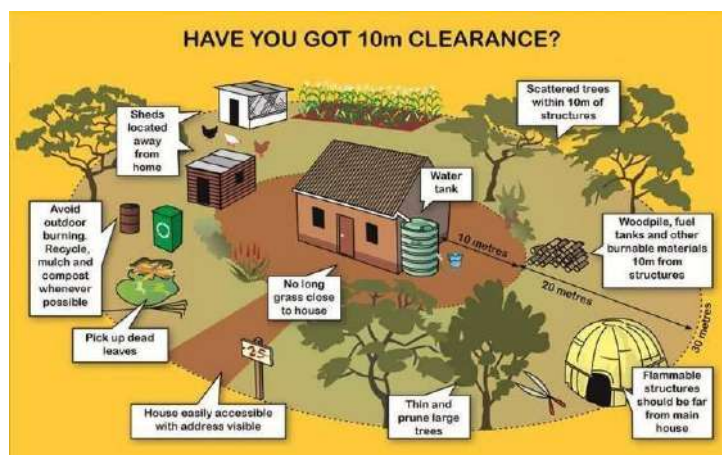 HAVE YOU GOT 10m CLEARANCE?
Scattered trees
within 10m of
structures
Sheds
located
away
from
home
Water
tank
Avoid
outdoor
burning.
Recycle,
mulch and
compost
whenever
possible
10 metres
Woodpile, fuel
tanks and other
burnable materials
10m from
structures
20 metres
30 metres
No long
grass close
to house
Pick up dead
leaves
25
House easily accessible
with address visible
Thin and
prune large
trees
Flammable
structures
should be far
from main
house